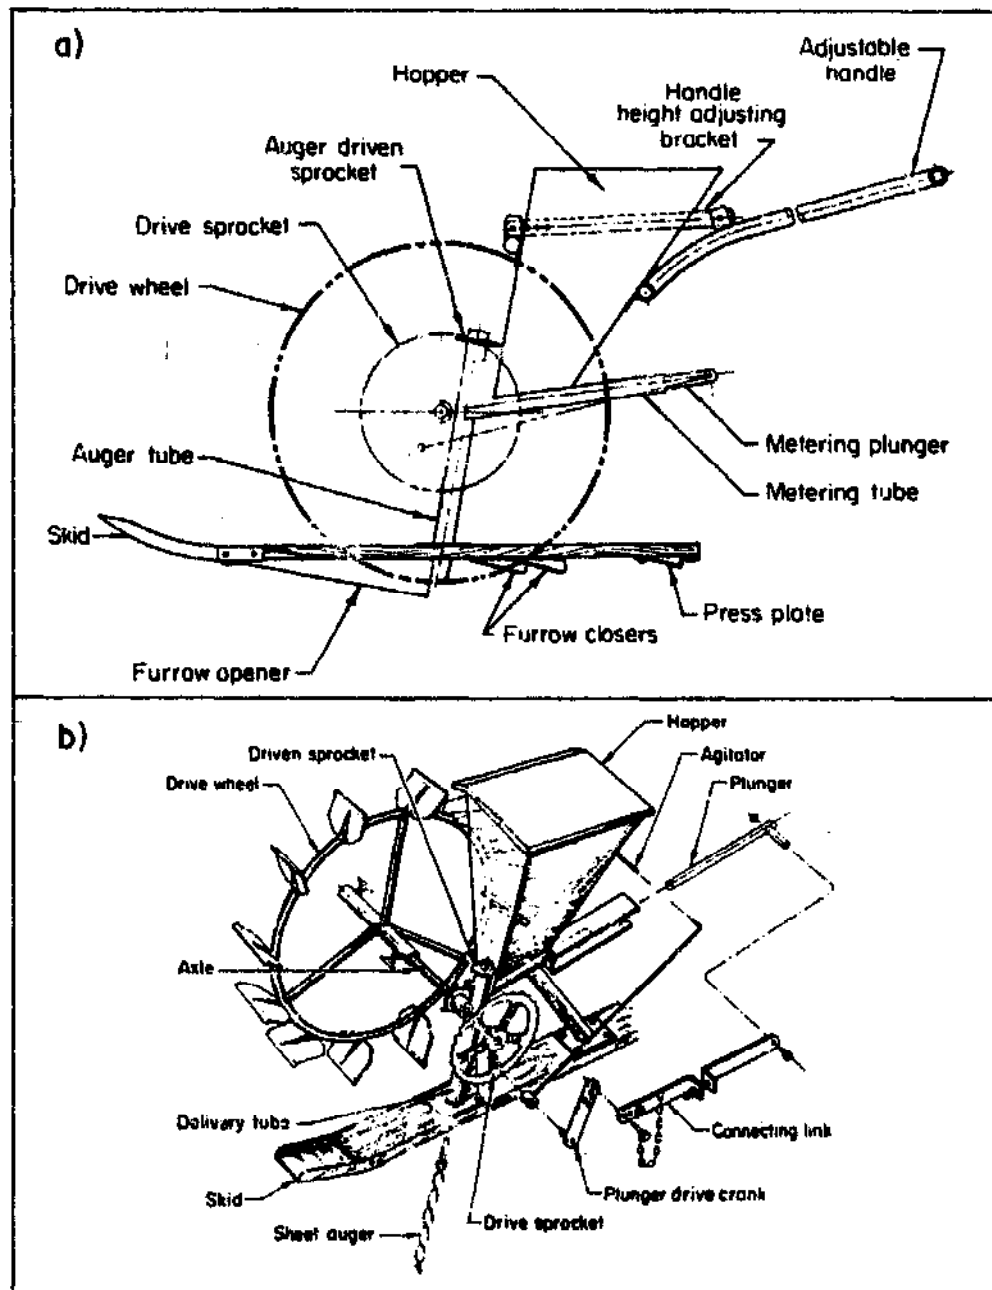 a)
Adjustable
handle
Hopper
Handle
height adjusting
bracket
Auger driven
sprocket
Drive sprocket
Drive wheel
Auger tube
Metering plunger
Metering tube
Skid
Press plate
Furrow closers
Furrow opener
b)
Hopper
Driven sprocket
Agitator
Drive wheel
Plunger
Axle
Delivery tube
Connecting link
Skid
Plunger drive crank
Sheet auger
Drive sprocket